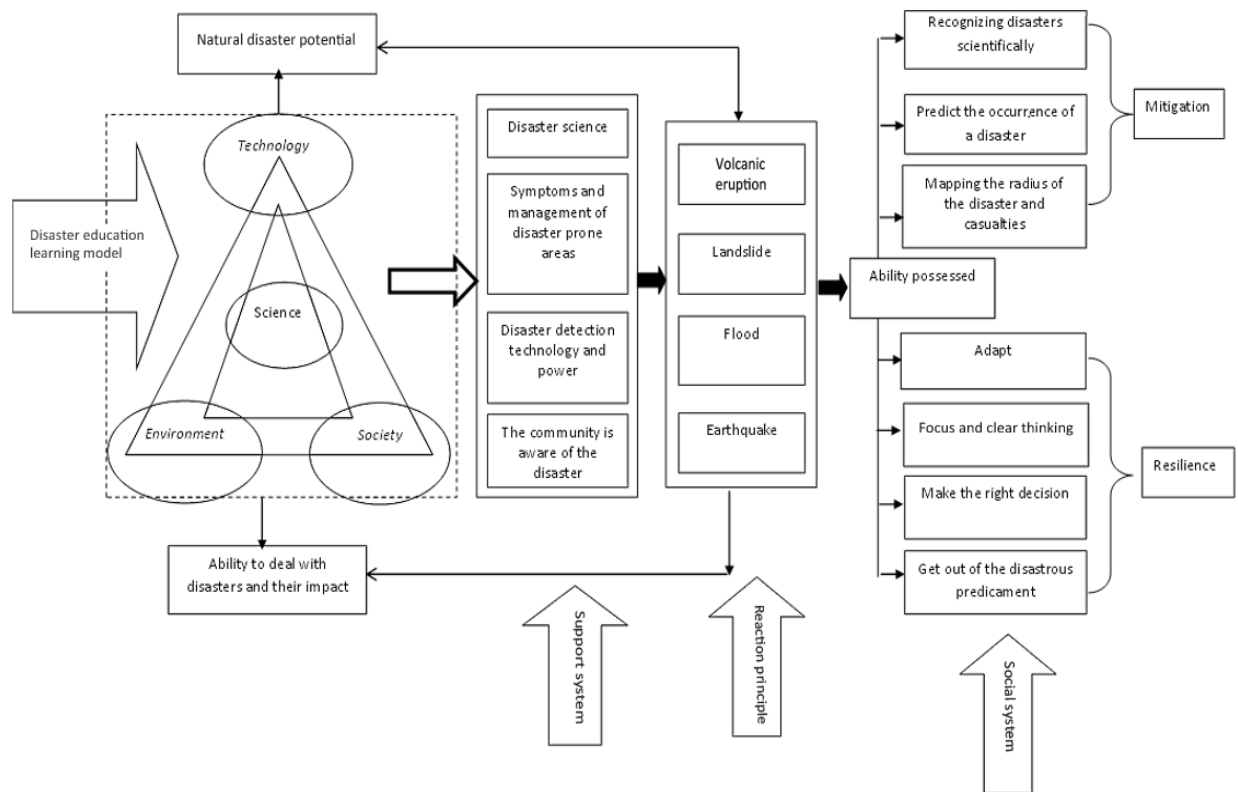 Natural disaster potential
Disaster education
learning model
Technology
Science
Environment
Society
Ability to deal with
disasters and their impact
Disaster science
Symptoms and
management of
disaster prone
areas
Disaster detection
technology and
power
The community is
aware of the
disaster
Support system
Volcanic
eruption
Landslide
Flood
Earthquake
Reaction principle
Ability possessed
Recognizing disasters
scientifically
Predict the occurrence of
a disaster
Mapping the radius of
the disaster and
casualties
Mitigation
Adapt
Focus and clear thinking
Make the right decision
Get out of the disastrous
predicament
Resilience
Social system